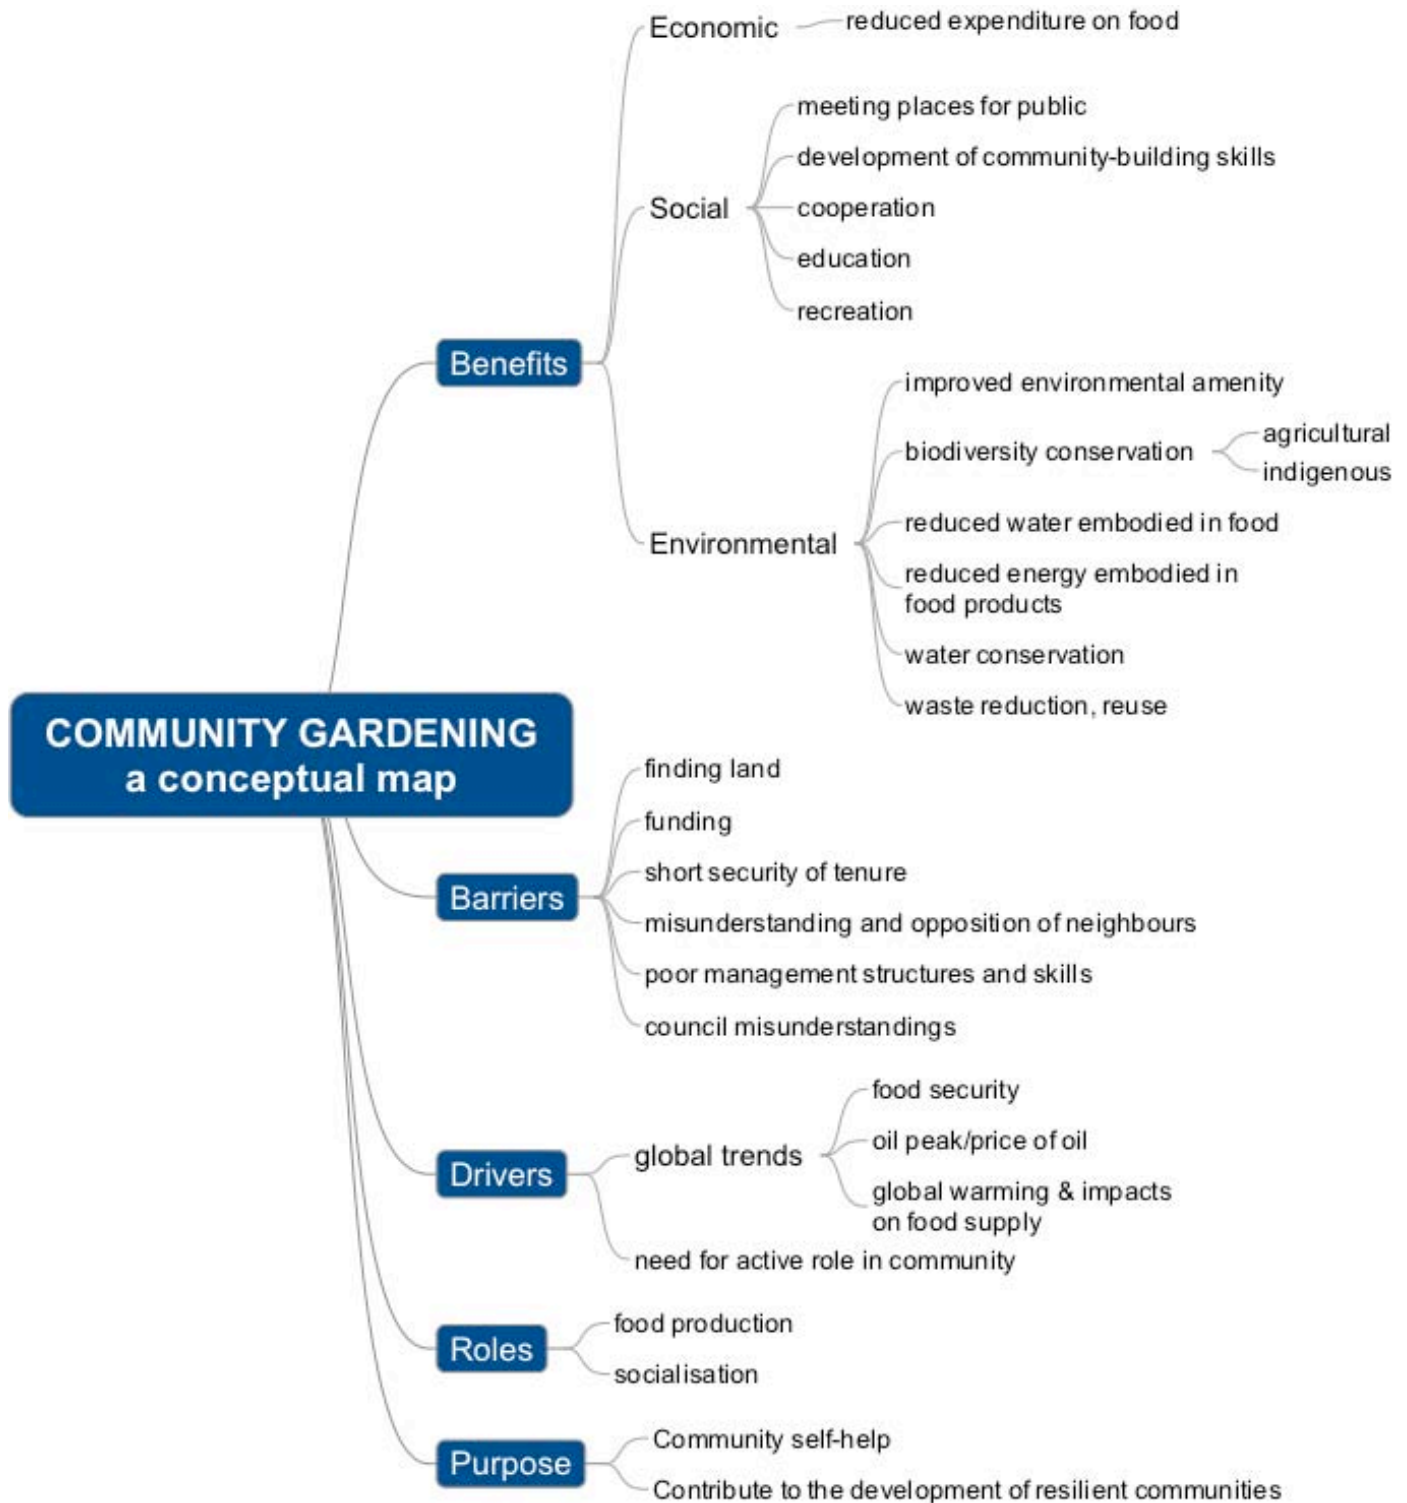 Economic
reduced expenditure on food
meeting places for public
development of community-building skills
Social
cooperation
education
recreation
Benefits
improved environmental amenity
biodiversity conservation
agricultural
indigenous
reduced water embodied in food
Environmental
reduced energy embodied in
food products
water conservation
waste reduction, reuse
COMMUNITY GARDENING
a conceptual map
finding land
funding
short security of tenure
Barriers
misunderstanding and opposition of neighbours
poor management structures and skills
council misunderstandings
Drivers
global trends
food security
oil peak/price of oil
global warming & impacts
on food supply
need for active role in community
Roles
food production
socialisation
Purpose
Community self-help
Contribute to the development of resilient communities